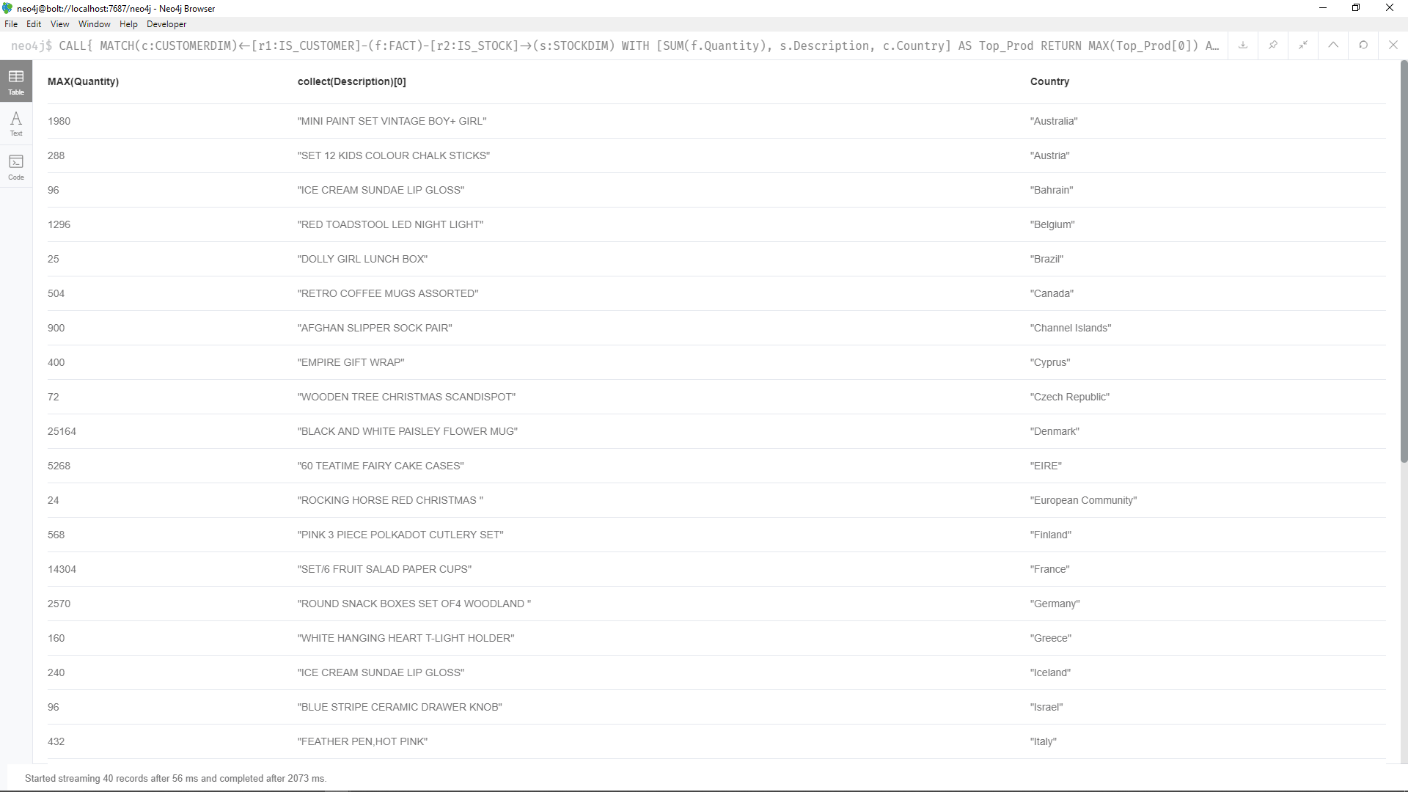 neo4j@bolt://localhost:7687/neo4j - Neo4j Browser
File Edit View Window Help Developer
neo4j$ CALL{ MATCH(c:CUSTOMERDIM)<-[r1:IS_CUSTOMER]-(f:FACT)-[r2:IS_STOCK]->(s:STOCKDIM) WITH [SUM(f.Quantity), s.Description, c.Country] AS Top_Prod RETURN MAX(Top_Prod[0]) A…
Table
Text
Code
MAX(Quantity) collect(Description)[0] Country
1980 "MINI PAINT SET VINTAGE BOY+ GIRL" "Australia"
288 "SET 12 KIDS COLOUR CHALK STICKS" "Austria"
96 "ICE CREAM SUNDAE LIP GLOSS" "Bahrain"
1296 "RED TOADSTOOL LED NIGHT LIGHT" "Belgium"
25 "DOLLY GIRL LUNCH BOX" "Brazil"
504 "RETRO COFFEE MUGS ASSORTED" "Canada"
900 "AFGHAN SLIPPER SOCK PAIR" "Channel Islands"
400 "EMPIRE GIFT WRAP" "Cyprus"
72 "WOODEN TREE CHRISTMAS SCANDISPOT" "Czech Republic"
25164 "BLACK AND WHITE PAISLEY FLOWER MUG" "Denmark"
5268 "60 TEATIME FAIRY CAKE CASES" "EIRE"
24 "ROCKING HORSE RED CHRISTMAS " "European Community"
568 "PINK 3 PIECE POLKADOT CUTLERY SET" "Finland"
14304 "SET/6 FRUIT SALAD PAPER CUPS" "France"
2570 "ROUND SNACK BOXES SET OF4 WOODLAND " "Germany"
160 "WHITE HANGING HEART T-LIGHT HOLDER" "Greece"
240 "ICE CREAM SUNDAE LIP GLOSS" "Iceland"
96 "BLUE STRIPE CERAMIC DRAWER KNOB" "Israel"
432 "FEATHER PEN,HOT PINK" "Italy"
Started streaming 40 records after 56 ms and completed after 2073 ms.